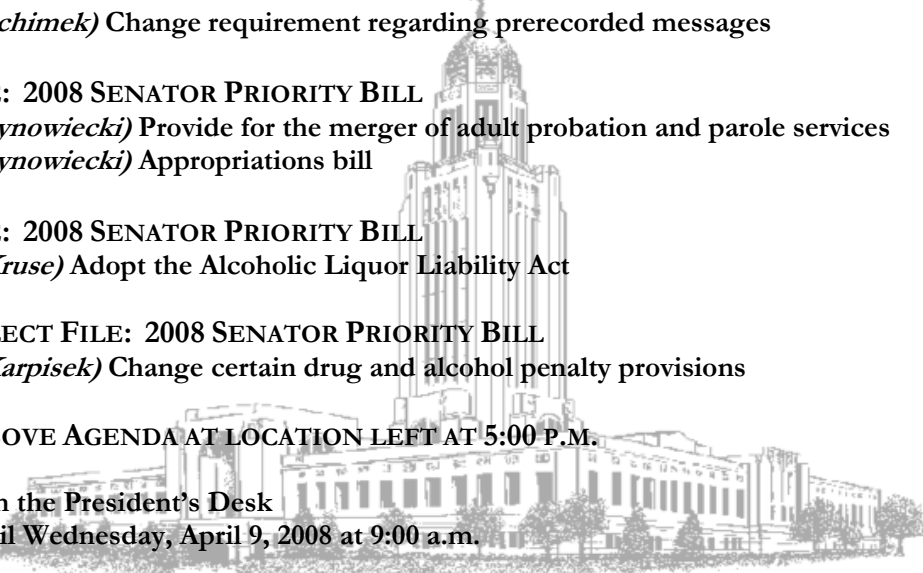 chimek) Change requirement regarding prerecorded messages
: 2008 SENATOR PRIORITY BILL
ynowiecki) Provide for the merger of adult probation and parole services
ynowiecki) Appropriations bill
: 2008 SENATOR PRIORITY BILL
ruse) Adopt the Alcoholic Liquor Liability Act
LECT FILE: 2008 SENATOR PRIORITY BILL
arpisek) Change certain drug and alcohol penalty provisions
OVE AGENDA AT LOCATION LEFT AT 5:00 P.M.
n the President's Desk
il Wednesday, April 9, 2008 at 9:00 a.m.